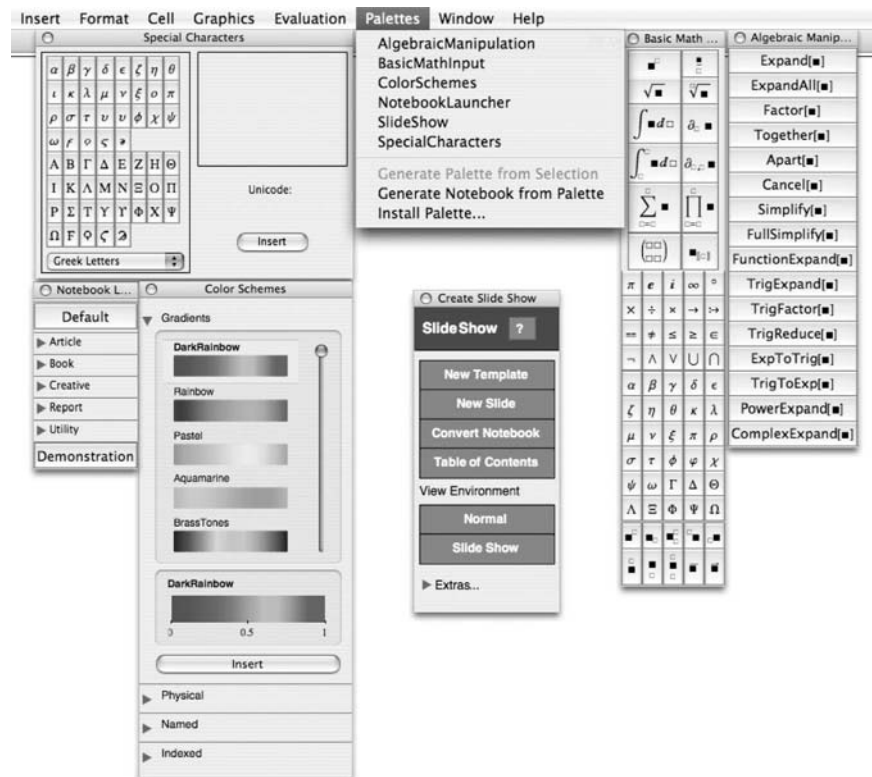 Insert Format Cell Graphics Evaluation Palettes Window Help
Special Characters
α β γ δ ϵ ζ η θ
ι κ λ μ ν ξ ο π
ρ σ τ υ υ ϕ χ ψ
Α Β Γ Δ Ε Ζ Η Θ
Ι Κ Λ Μ Ν Ξ Ο Π
Ρ Σ Τ Υ ϒ Φ Χ Ψ
Greek Letters
Unicode:
Insert
AlgebraicManipulation
BasicMathInput
ColorSchemes
NotebookLauncher
SlideShow
SpecialCharacters
Generate Palette from Selection
Generate Notebook from Palette
Install Palette...
Notebook L...
Default
Article
Book
Creative
Report
Utility
Demonstration
Color Schemes
Gradients
DarkRainbow
Rainbow
Pastel
Aquamarine
BrassTones
DarkRainbow
0 0.5 1
Insert
Physical
Named
Indexed
Create Slide Show
SlideShow ?
New Template
New Slide
Convert Notebook
Table of Contents
View Environment
Normal
Slide Show
Extras...
Basic Math ...
■□
√■ □√■
∫■d□ ∂□ ■
∫■d□ ∂□,□ ■
∑ ■ ∏ ■
π e i ∞ °
× ÷ × → :→
== ≠ ≤ ≥ ∈
¬ ∧ ∨ ∪ ∩
α β γ δ ϵ
ζ η θ κ λ
μ ν ξ π ρ
σ τ ϕ φ χ
ψ ω Γ Δ Θ
Λ Ξ Φ Ψ Ω
Algebraic Manip...
Expand[■]
ExpandAll[■]
Factor[■]
Together[■]
Apart[■]
Cancel[■]
Simplify[■]
FullSimplify[■]
FunctionExpand[■]
TrigExpand[■]
TrigFactor[■]
TrigReduce[■]
ExpToTrig[■]
TrigToExp[■]
PowerExpand[■]
ComplexExpand[■]